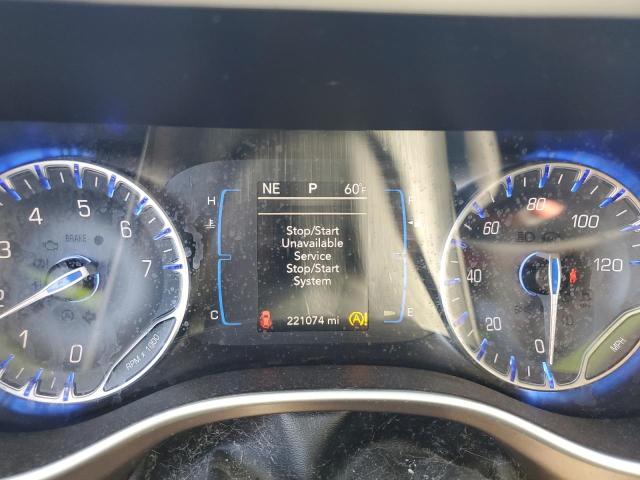 NE P 60°F
Stop/Start
Unavailable
Service
Stop/Start
System
221074 mi
H
C
F
E
0
2
3
4
5
6
7
BRAKE
RPM x 1000
0
20
40
60
80
100
120
MPH